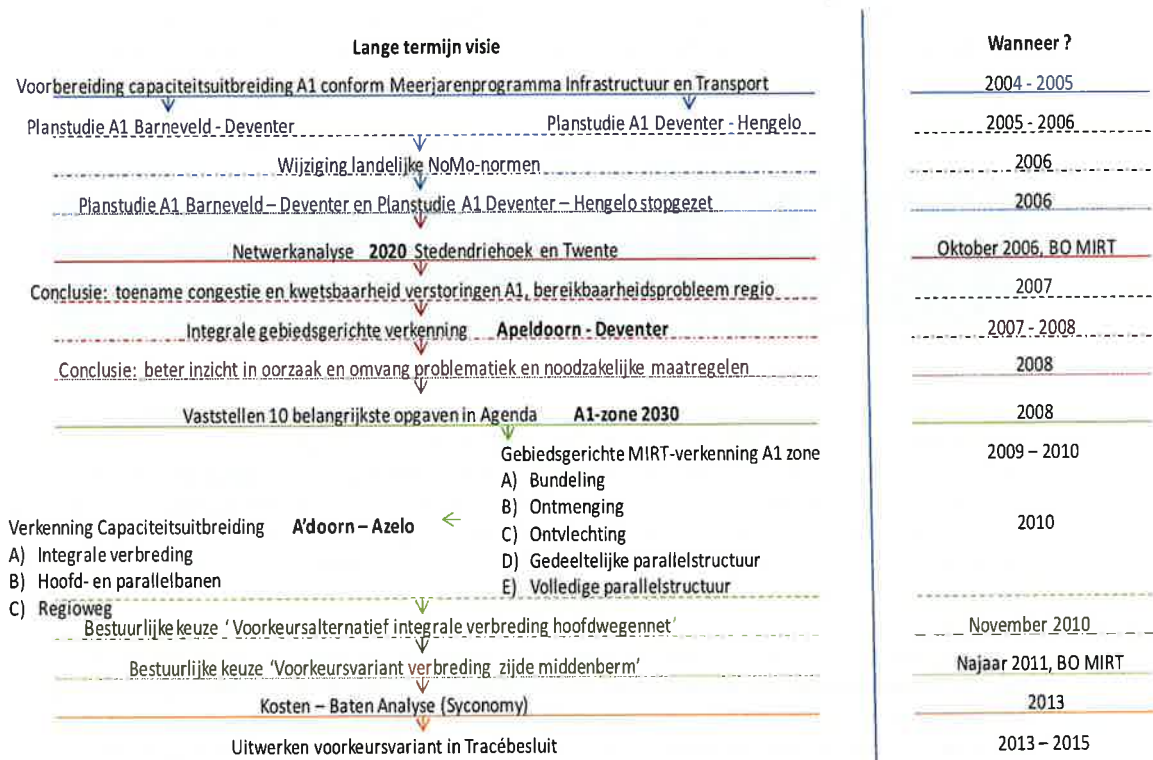 Lange termijn visie
Wanneer ?
Voorbereiding capaciteitsuitbreiding A1 conform Meerjarenprogramma Infrastructuur en Transport
2004 - 2005
Planstudie A1 Barneveld - Deventer
Planstudie A1 Deventer - Hengelo
2005 - 2006
Wijziging landelijke NoMo-normen
2006
Planstudie A1 Barneveld – Deventer en Planstudie A1 Deventer – Hengelo stopgezet
2006
Netwerkanalyse 2020 Stedendriehoek en Twente
Oktober 2006, BO MIRT
Conclusie: toename congestie en kwetsbaarheid verstoringen A1, bereikbaarheidsprobleem regio
2007
Integrale gebiedsgerichte verkenning Apeldoorn - Deventer
2007 - 2008
Conclusie: beter inzicht in oorzaak en omvang problematiek en noodzakelijke maatregelen
2008
Vaststellen 10 belangrijkste opgaven in Agenda A1-zone 2030
2008
Gebiedsgerichte MIRT-verkenning A1 zone
2009 – 2010
A) Bundeling
B) Ontmenging
C) Ontvlechting
D) Gedeeltelijke parallelstructuur
E) Volledige parallelstructuur
Verkenning Capaciteitsuitbreiding A'doorn – Azelo
2010
A) Integrale verbreding
B) Hoofd- en parallelbanen
C) Regioweg
Bestuurlijke keuze ‘ Voorkeursalternatief integrale verbreding hoofdwegennet’
November 2010
Bestuurlijke keuze ‘Voorkeursvariant verbreding zijde middenberm’
Najaar 2011, BO MIRT
Kosten – Baten Analyse (Syconomy)
2013
Uitwerken voorkeursvariant in Tracébesluit
2013 – 2015